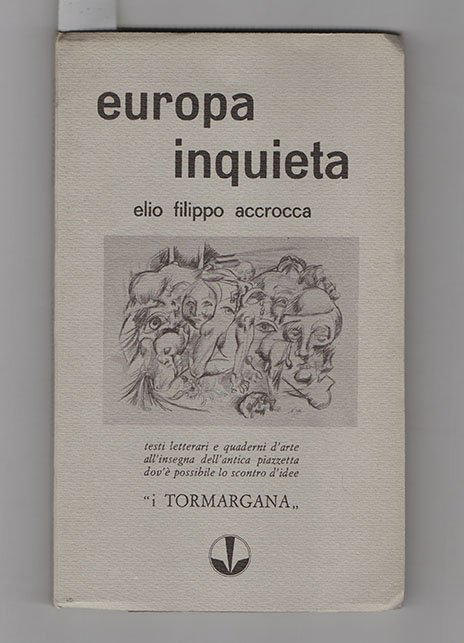 europa
inquieta
elio filippo accrocca
testi letterari e quaderni d'arte
all'insegna dell'antica piazzetta
dov'è possibile lo scontro d'idee
“i TORMARGANA„